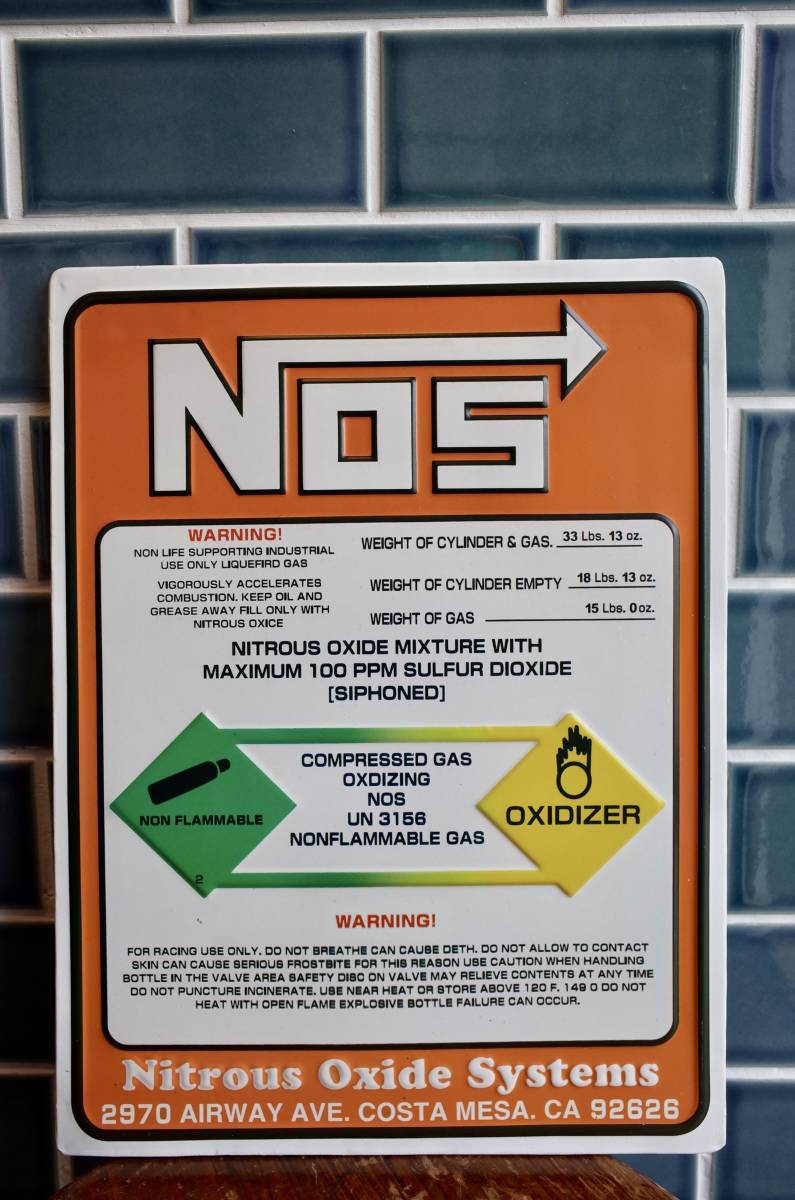 NOS
WARNING!
NON LIFE SUPPORTING INDUSTRIAL
USE ONLY LIQUEFIRD GAS
VIGOROUSLY ACCELERATES
COMBUSTION. KEEP OIL AND
GREASE AWAY FILL ONLY WITH
NITROUS OXICE
WEIGHT OF CYLINDER & GAS. 33 Lbs. 13 oz.
WEIGHT OF CYLINDER EMPTY 18 Lbs. 13 oz.
WEIGHT OF GAS 15 Lbs. 0 oz.
NITROUS OXIDE MIXTURE WITH
MAXIMUM 100 PPM SULFUR DIOXIDE
[SIPHONED]
NON FLAMMABLE
2
COMPRESSED GAS
OXDIZING
NOS
UN 3156
NONFLAMMABLE GAS
OXIDIZER
WARNING!
FOR RACING USE ONLY. DO NOT BREATHE CAN CAUSE DETH. DO NOT ALLOW TO CONTACT
SKIN CAN CAUSE SERIOUS FROSTBITE FOR THIS REASON USE CAUTION WHEN HANDLING
BOTTLE IN THE VALVE AREA SAFETY DISC ON VALVE MAY RELIEVE CONTENTS AT ANY TIME
DO NOT PUNCTURE INCINERATE. USE NEAR HEAT OR STORE ABOVE 120 F. 149 0 DO NOT
HEAT WITH OPEN FLAME EXPLOSIVE BOTTLE FAILURE CAN OCCUR.
Nitrous Oxide Systems
2970 AIRWAY AVE. COSTA MESA. CA 92626